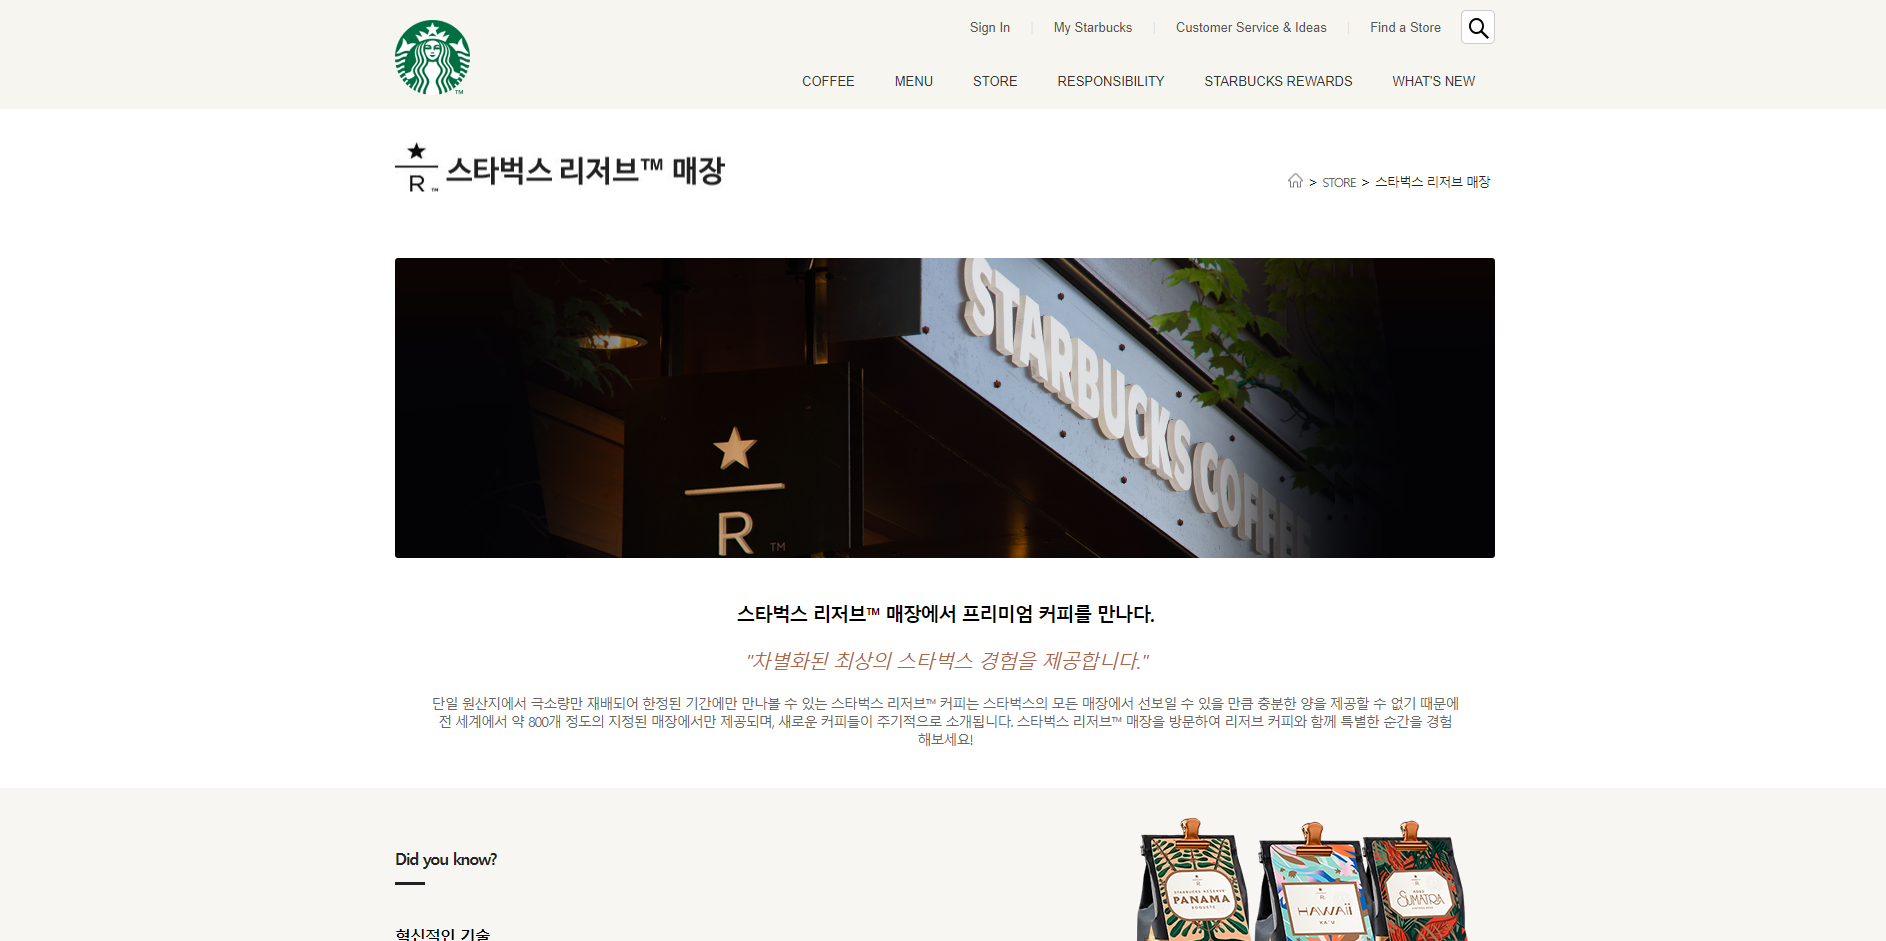 Sign In
My Starbucks
Customer Service & Ideas
Find a Store
TM
COFFEE
MENU
STORE
RESPONSIBILITY
STARBUCKS REWARDS
WHAT'S NEW
R™ 스타벅스 리저브™ 매장
> STORE > 스타벅스 리저브 매장
STARBUCKS COFFEE
R TM
스타벅스 리저브™ 매장에서 프리미엄 커피를 만나다.
"차별화된 최상의 스타벅스 경험을 제공합니다."
단일 원산지에서 극소량만 재배되어 한정된 기간에만 만나볼 수 있는 스타벅스 리저브™ 커피는 스타벅스의 모든 매장에서 선보일 수 있을 만큼 충분한 양을 제공할 수 없기 때문에
전 세계에서 약 800개 정도의 지정된 매장에서만 제공되며, 새로운 커피들이 주기적으로 소개됩니다. 스타벅스 리저브™ 매장을 방문하여 리저브 커피와 함께 특별한 순간을 경험
해보세요!
Did you know?
혁신적인 기술
R
STARBUCKS RESERVE
PANAMA
R
HAWAII
KA'U
R
SUMATRA